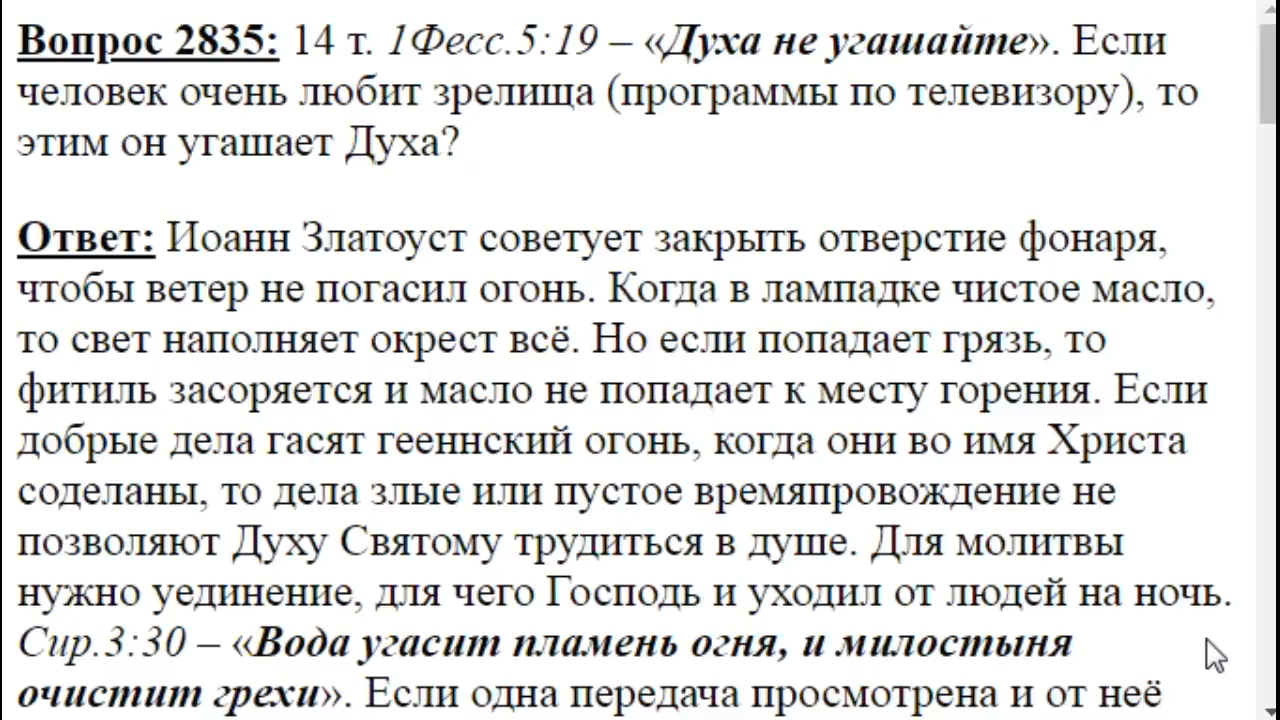 Вопрос 2835: 14 т. 1Фесс.5:19 – «Духа не угашайте». Если
человек очень любит зрелища (программы по телевизору), то
этим он угашает Духа?
Ответ: Иоанн Златоуст советует закрыть отверстие фонаря,
чтобы ветер не погасил огонь. Когда в лампадке чистое масло,
то свет наполняет окрест всё. Но если попадает грязь, то
фитиль засоряется и масло не попадает к месту горения. Если
добрые дела гасят гееннский огонь, когда они во имя Христа
соделаны, то дела злые или пустое времяпровождение не
позволяют Духу Святому трудиться в душе. Для молитвы
нужно уединение, для чего Господь и уходил от людей на ночь.
Сир.3:30 – «Вода угасит пламень огня, и милостыня
очистит грехи». Если одна передача просмотрена и от неё